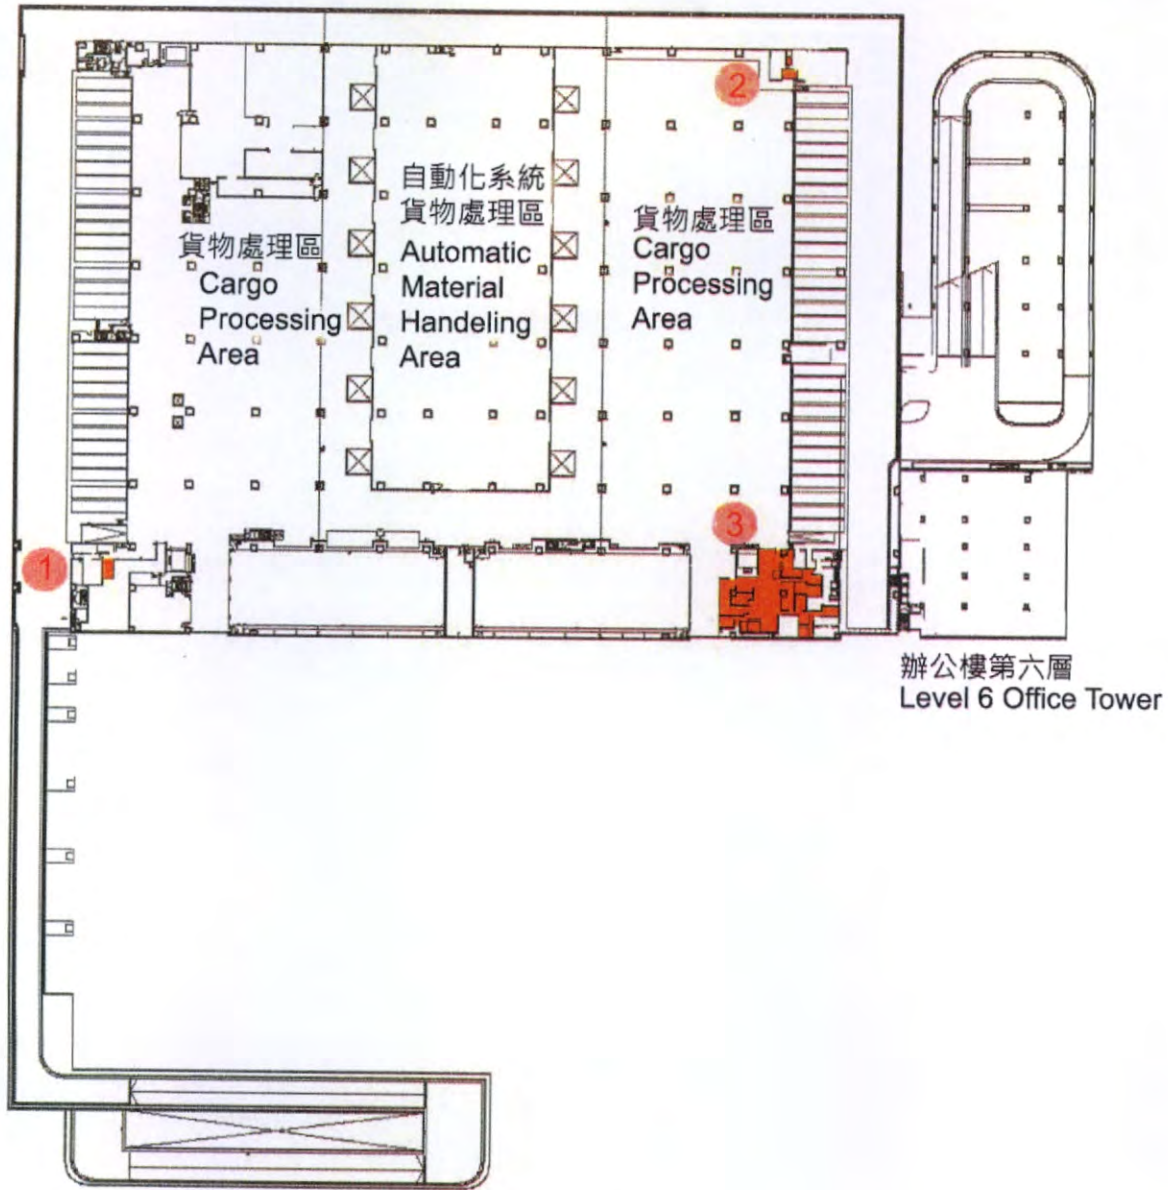 2
自動化系統
貨物處理區
Automatic
Material
Handeling
Area
貨物處理區
Cargo
Processing
Area
貨物處理區
Cargo
Processing
Area
3
1
辦公樓第六層
Level 6 Office Tower